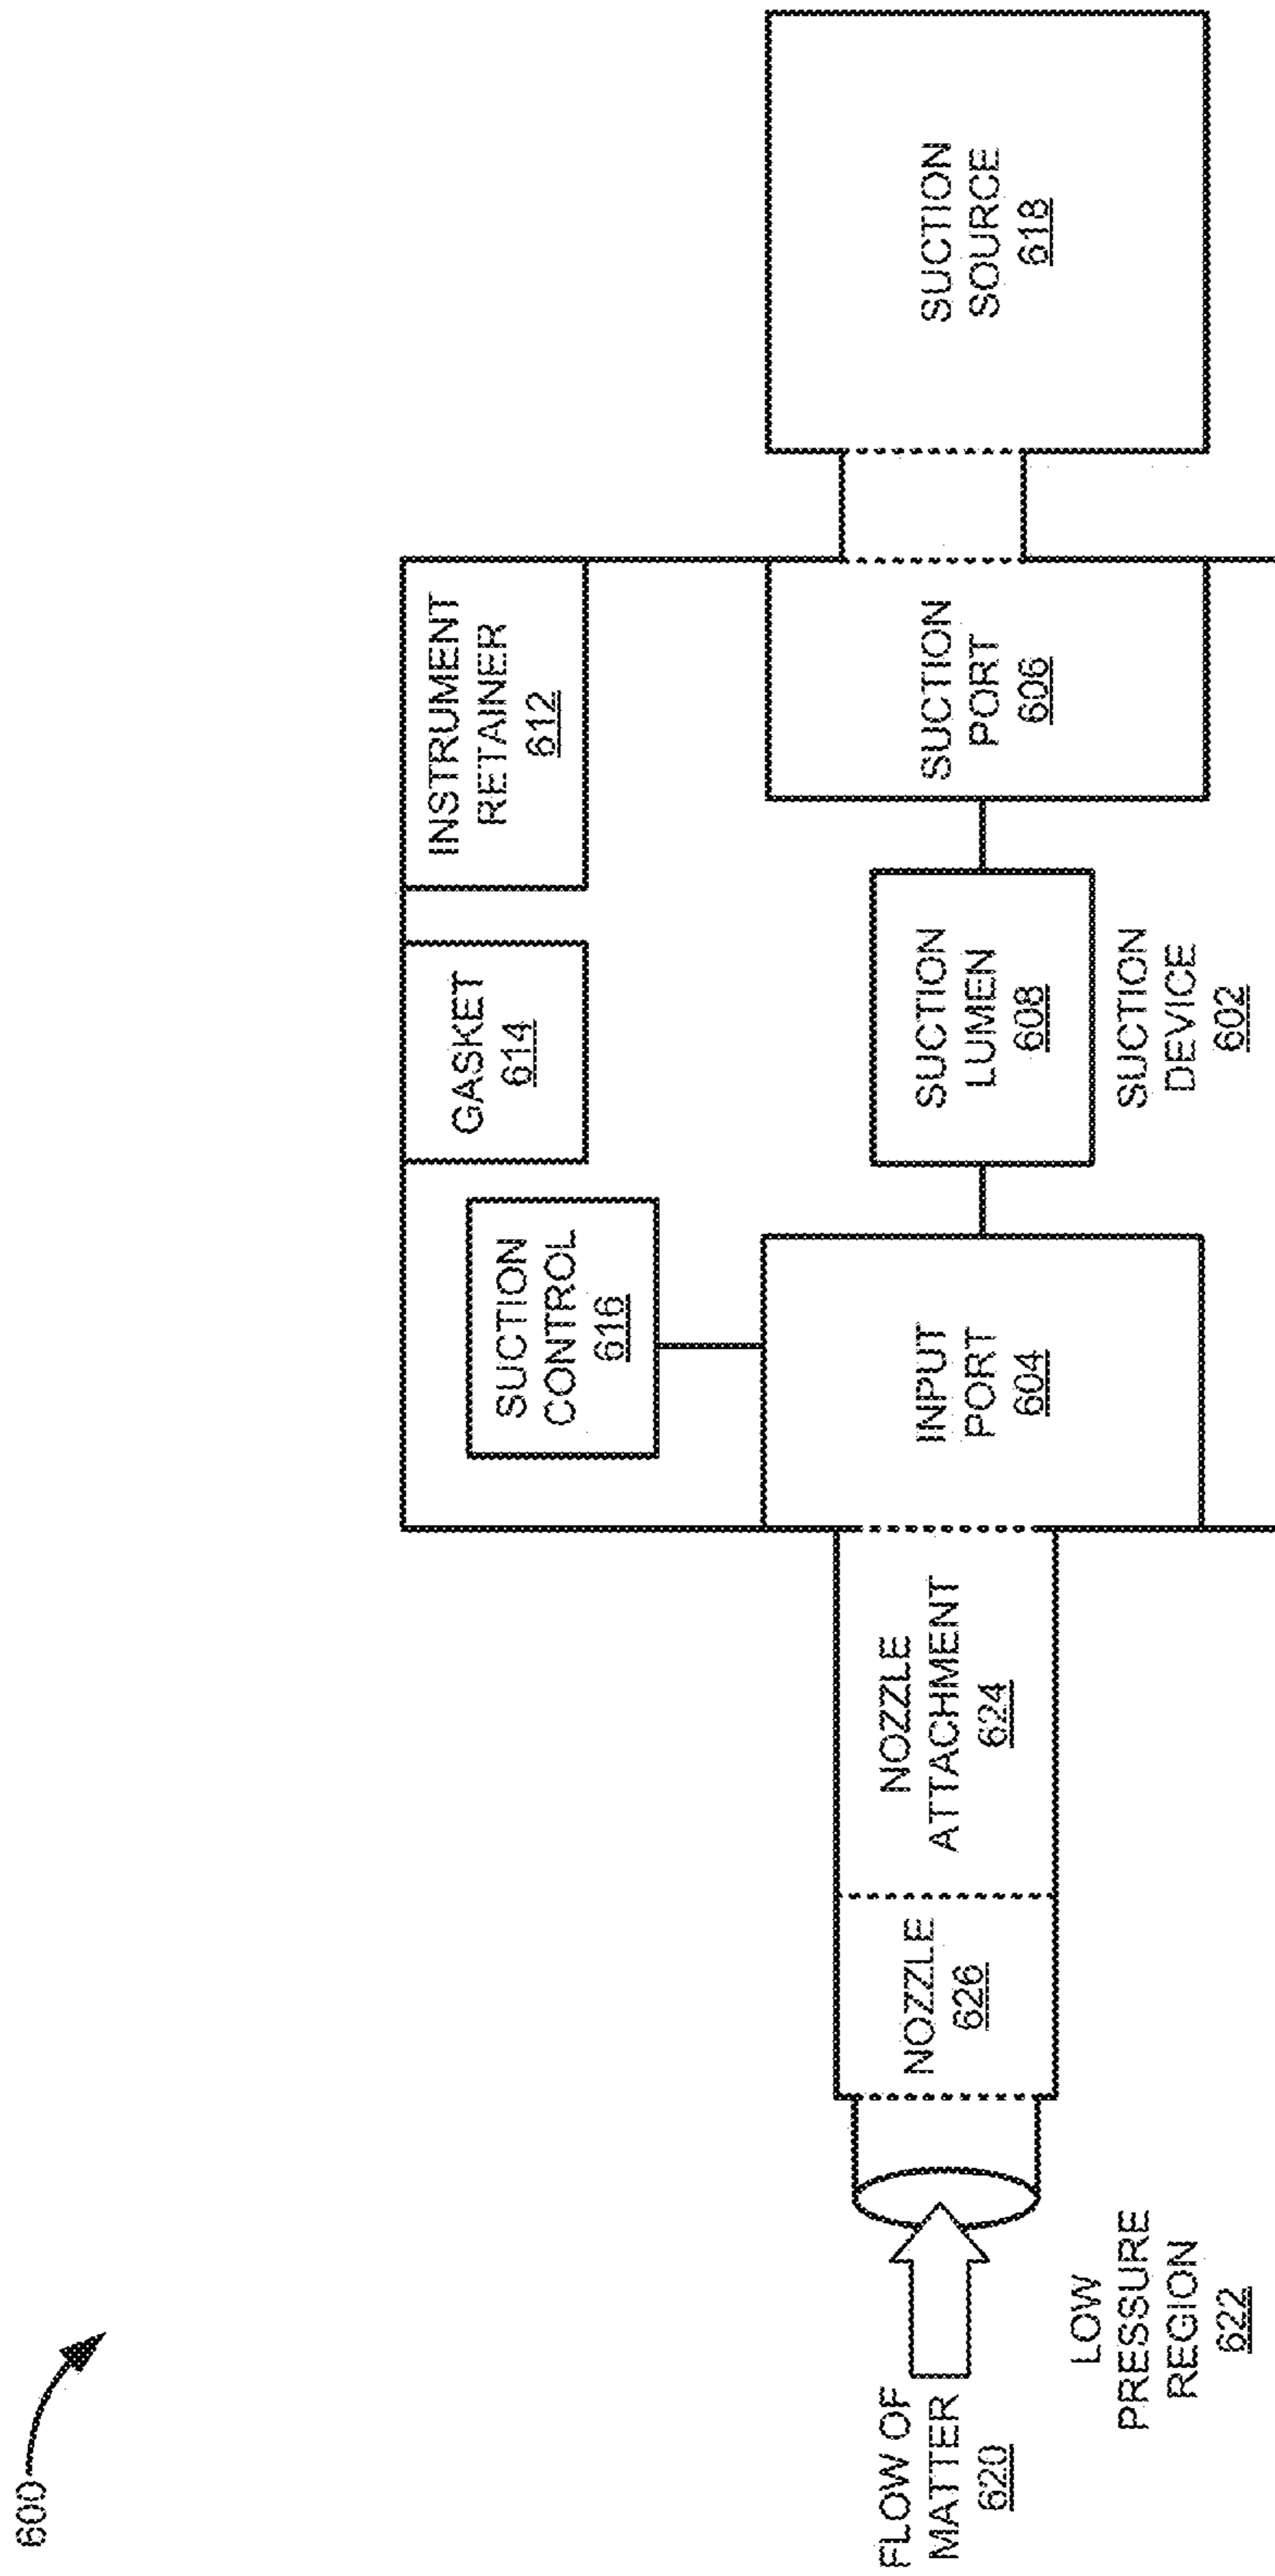 600
INSTRUMENT
RETAINER
612
GASKET
614
SUCTION
CONTROL
616
FLOW OF
MATTER
620
LOW
PRESSURE
REGION
622
NOZZLE
626
NOZZLE
ATTACHMENT
624
INPUT
PORT
604
SUCTION
LUMEN
608
SUCTION
DEVICE
602
SUCTION
PORT
606
SUCTION
SOURCE
618